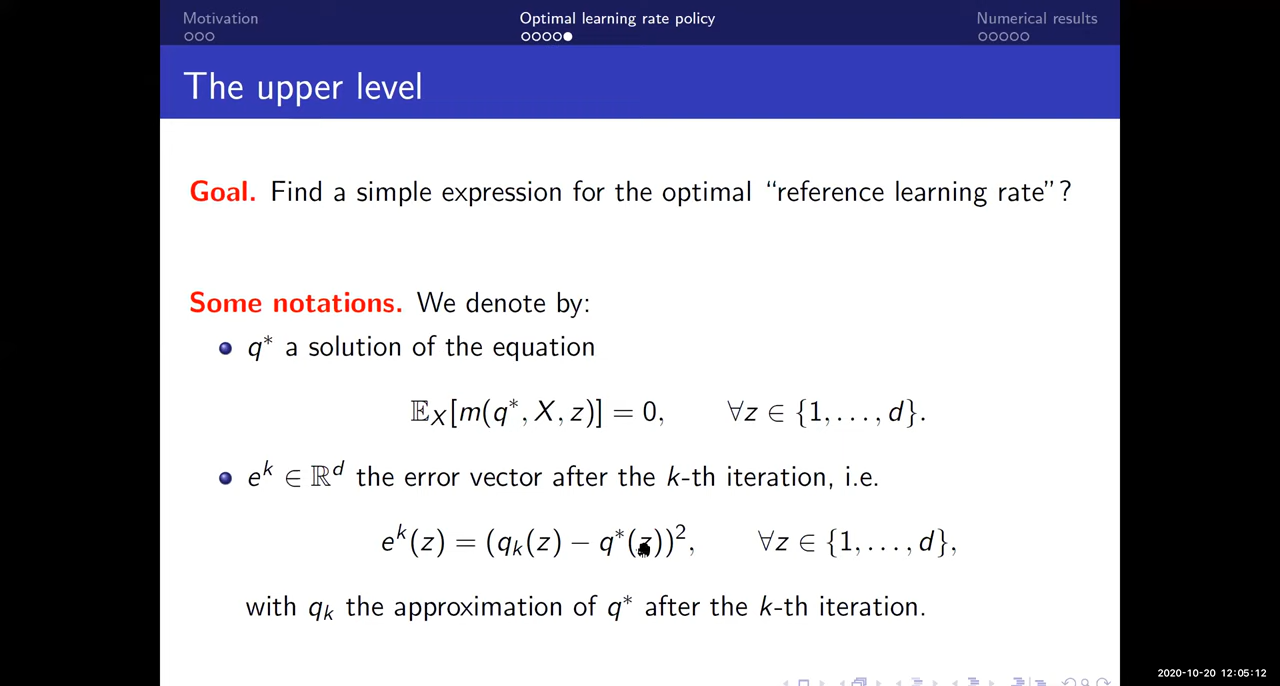 Motivation
Optimal learning rate policy
Numerical results
The upper level
Goal. Find a simple expression for the optimal “reference learning rate”?
Some notations. We denote by:
q* a solution of the equation
𝔼_X[m(q*, X, z)] = 0, ∀z ∈ {1, . . . , d}.
e^k ∈ ℝ^d the error vector after the k-th iteration, i.e.
e^k(z) = (q_k(z) − q*(z))², ∀z ∈ {1, . . . , d},
with q_k the approximation of q* after the k-th iteration.
2020-10-20 12:05:12